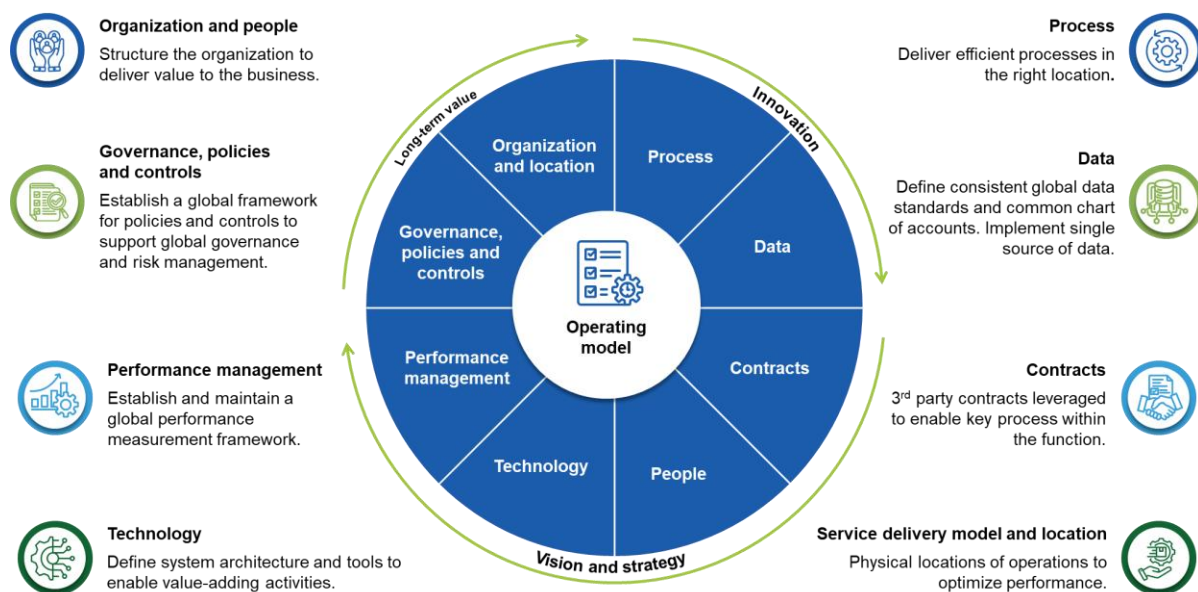 Organization and people
Structure the organization to
deliver value to the business.
Governance, policies
and controls
Establish a global framework
for policies and controls to
support global governance
and risk management.
Performance management
Establish and maintain a
global performance
measurement framework.
Technology
Define system architecture and tools to
enable value-adding activities.
Long-term value
Innovation
Vision and strategy
Organization
and location
Process
Governance,
policies and
controls
Data
Operating
model
Performance
management
Contracts
Technology
People
Process
Deliver efficient processes in
the right location.
Data
Define consistent global data
standards and common chart
of accounts. Implement single
source of data.
Contracts
3rd party contracts leveraged
to enable key process within
the function.
Service delivery model and location
Physical locations of operations to
optimize performance.